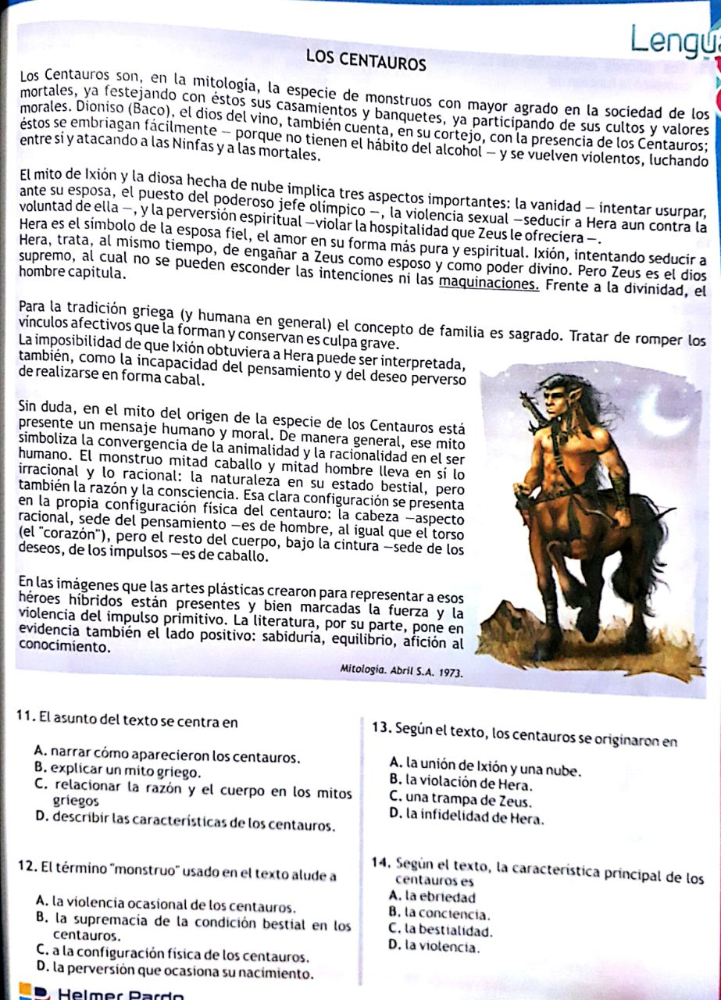 Lengua
LOS CENTAUROS
Los Centauros son, en la mitología, la especie de monstruos con mayor agrado en la sociedad de los
mortales, ya festejando con éstos sus casamientos y banquetes, ya participando de sus cultos y valores
morales. Dioniso (Baco), el dios del vino, también cuenta, en su cortejo, con la presencia de los Centauros;
éstos se embriagan fácilmente — porque no tienen el hábito del alcohol — y se vuelven violentos, luchando
entre sí y atacando a las Ninfas y a las mortales.
El mito de Ixión y la diosa hecha de nube implica tres aspectos importantes: la vanidad — intentar usurpar,
ante su esposa, el puesto del poderoso jefe olímpico —, la violencia sexual —seducir a Hera aun contra la
voluntad de ella —, y la perversión espiritual —violar la hospitalidad que Zeus le ofreciera —.
Hera es el símbolo de la esposa fiel, el amor en su forma más pura y espiritual. Ixión, intentando seducir a
Hera, trata, al mismo tiempo, de engañar a Zeus como esposo y como poder divino. Pero Zeus es el dios
supremo, al cual no se pueden esconder las intenciones ni las maquinaciones. Frente a la divinidad, el
hombre capitula.
Para la tradición griega (y humana en general) el concepto de familia es sagrado. Tratar de romper los
vínculos afectivos que la forman y conservan es culpa grave.
La imposibilidad de que Ixión obtuviera a Hera puede ser interpretada,
también, como la incapacidad del pensamiento y del deseo perverso
de realizarse en forma cabal.
Sin duda, en el mito del origen de la especie de los Centauros está
presente un mensaje humano y moral. De manera general, ese mito
simboliza la convergencia de la animalidad y la racionalidad en el ser
humano. El monstruo mitad caballo y mitad hombre lleva en sí lo
irracional y lo racional: la naturaleza en su estado bestial, pero
también la razón y la consciencia. Esa clara configuración se presenta
en la propia configuración física del centauro: la cabeza —aspecto
racional, sede del pensamiento —es de hombre, al igual que el torso
(el "corazón"), pero el resto del cuerpo, bajo la cintura —sede de los
deseos, de los impulsos —es de caballo.
En las imágenes que las artes plásticas crearon para representar a esos
héroes híbridos están presentes y bien marcadas la fuerza y la
violencia del impulso primitivo. La literatura, por su parte, pone en
evidencia también el lado positivo: sabiduría, equilibrio, afición al
conocimiento.
Mitología. Abril S.A. 1973.
11. El asunto del texto se centra en
A. narrar cómo aparecieron los centauros.
B. explicar un mito griego.
C. relacionar la razón y el cuerpo en los mitos
griegos
D. describir las características de los centauros.
12. El término "monstruo" usado en el texto alude a
A. la violencia ocasional de los centauros.
B. la supremacía de la condición bestial en los
centauros.
C. a la configuración física de los centauros.
D. la perversión que ocasiona su nacimiento.
13. Según el texto, los centauros se originaron en
A. la unión de Ixión y una nube.
B. la violación de Hera.
C. una trampa de Zeus.
D. la infidelidad de Hera.
14. Según el texto, la característica principal de los
centauros es
A. la ebriedad
B. la conciencia.
C. la bestialidad.
D. la violencia.
Helmer Pardo